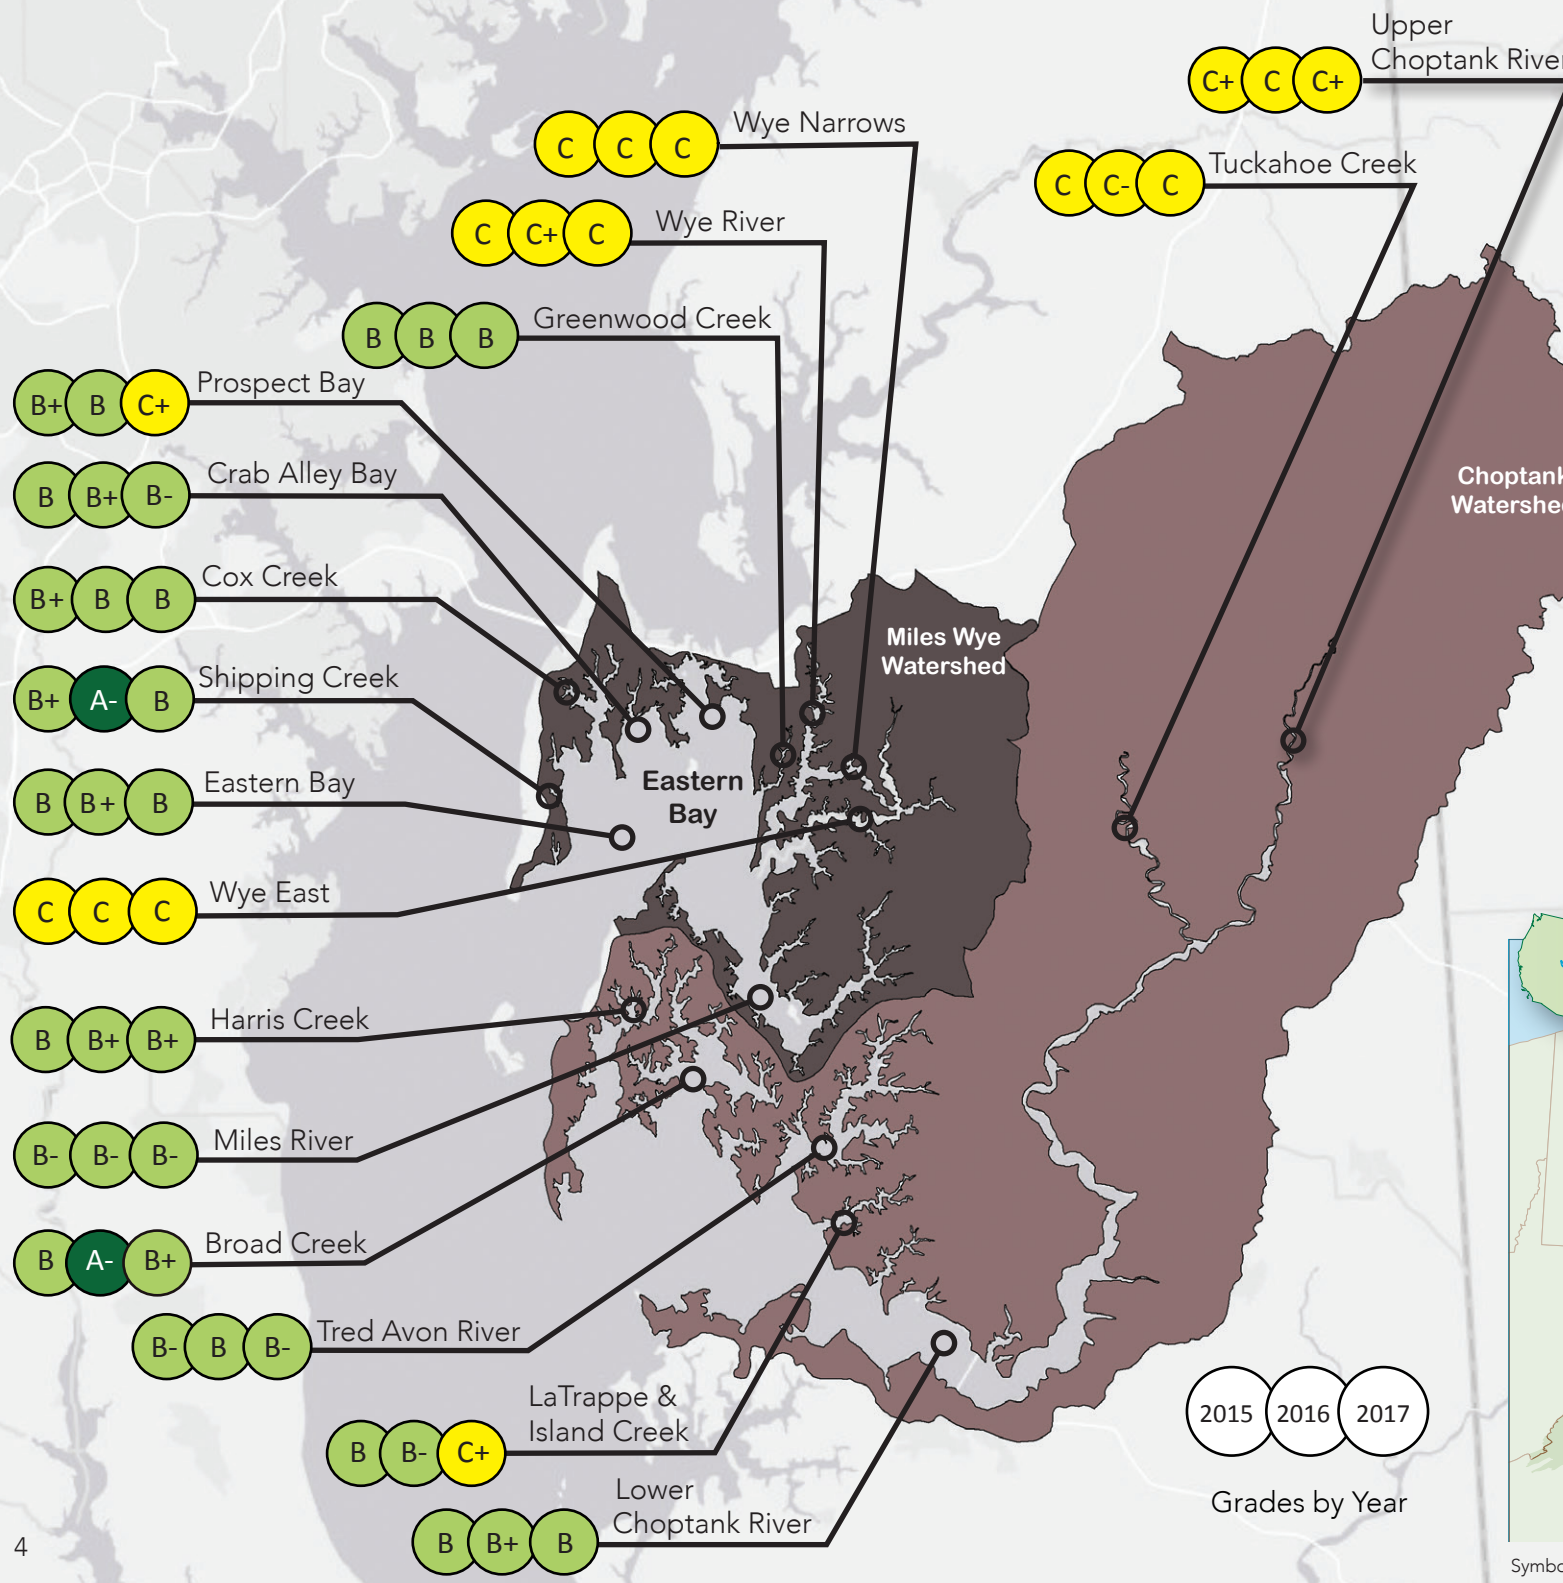 Upper
Choptank River
C+ C C+
Wye Narrows
C C C
Tuckahoe Creek
C C- C
Wye River
C C+ C
Greenwood Creek
B B B
Prospect Bay
B+ B C+
Crab Alley Bay
B B+ B-
Choptank
Watershed
Cox Creek
B+ B B
Miles Wye
Watershed
Shipping Creek
B+ A- B
Eastern Bay
B B+ B
Eastern
Bay
Wye East
C C C
Harris Creek
B B+ B+
Miles River
B- B- B-
Broad Creek
B A- B+
Tred Avon River
B- B B-
LaTrappe &
Island Creek
B B- C+
2015 2016 2017
Grades by Year
Lower
Choptank River
B B+ B
4
Symbo